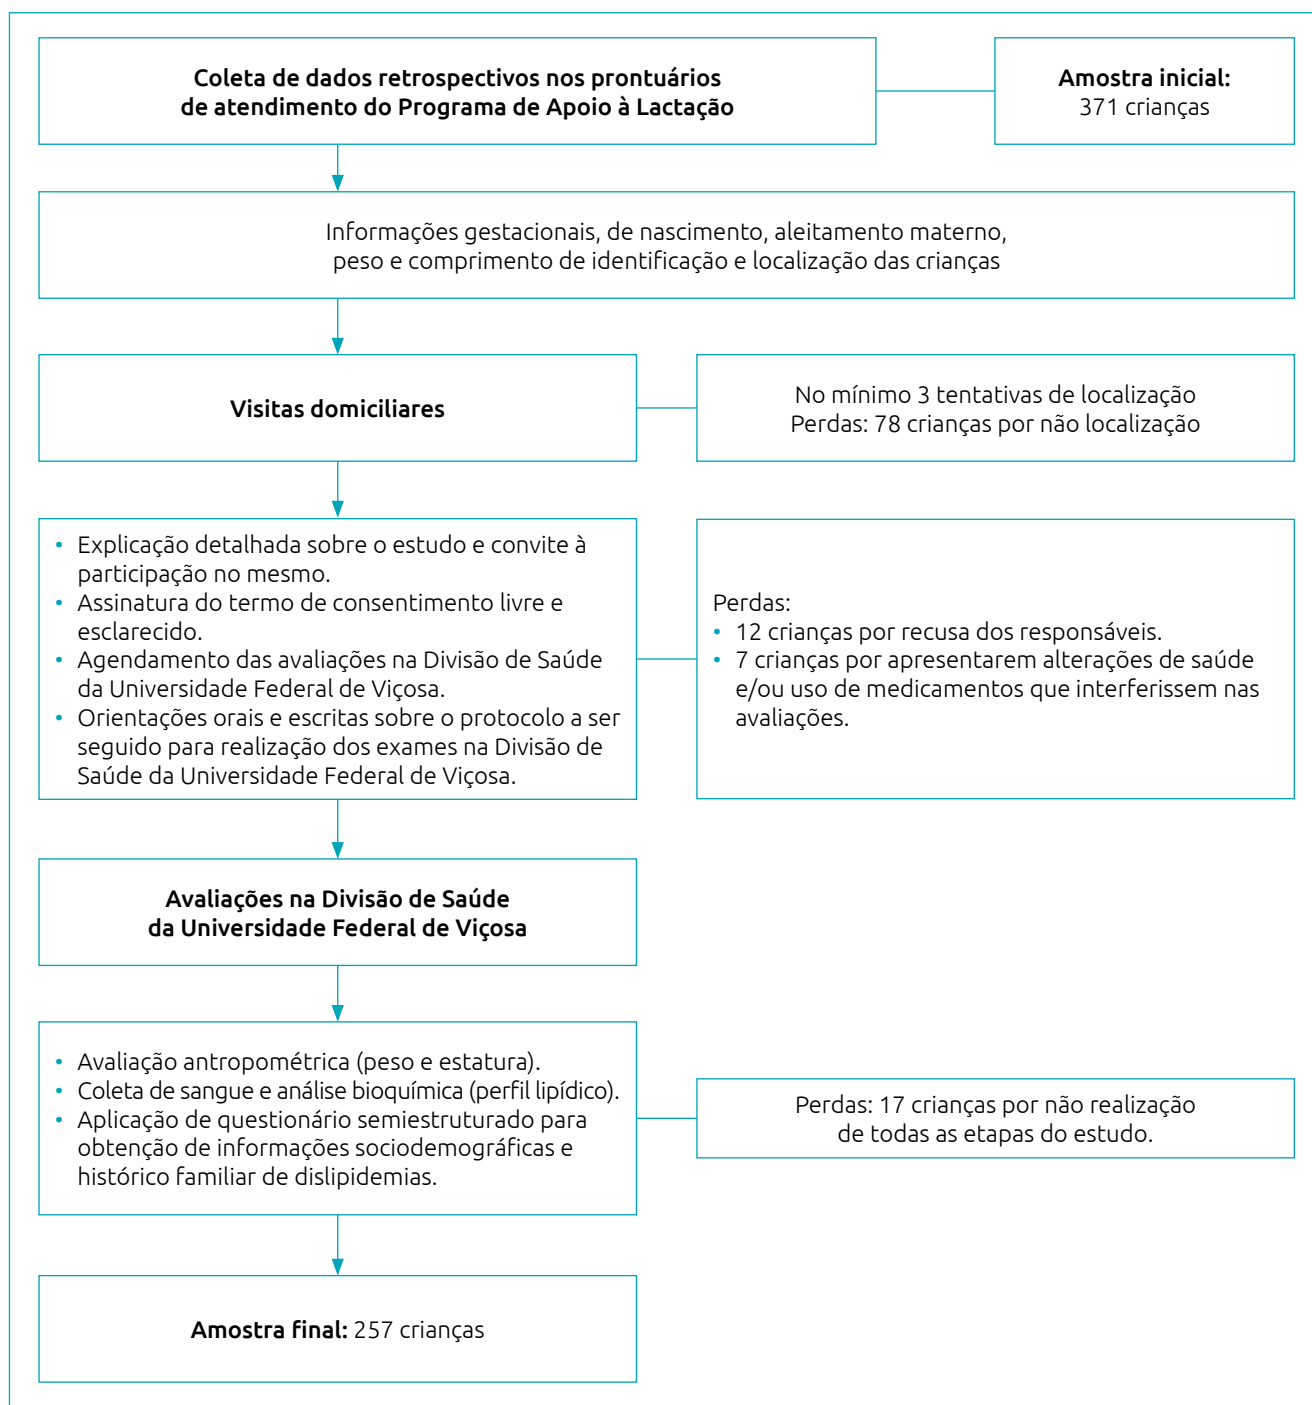 Coleta de dados retrospectivos nos prontuários
de atendimento do Programa de Apoio à Lactação
Amostra inicial:
371 crianças
Informações gestacionais, de nascimento, aleitamento materno,
peso e comprimento de identificação e localização das crianças
Visitas domiciliares
No mínimo 3 tentativas de localização
Perdas: 78 crianças por não localização
• Explicação detalhada sobre o estudo e convite à
participação no mesmo.
• Assinatura do termo de consentimento livre e
esclarecido.
• Agendamento das avaliações na Divisão de Saúde
da Universidade Federal de Viçosa.
• Orientações orais e escritas sobre o protocolo a ser
seguido para realização dos exames na Divisão de
Saúde da Universidade Federal de Viçosa.
Perdas:
• 12 crianças por recusa dos responsáveis.
• 7 crianças por apresentarem alterações de saúde
e/ou uso de medicamentos que interferissem nas
avaliações.
Avaliações na Divisão de Saúde
da Universidade Federal de Viçosa
• Avaliação antropométrica (peso e estatura).
• Coleta de sangue e análise bioquímica (perfil lipídico).
• Aplicação de questionário semiestruturado para
obtenção de informações sociodemográficas e
histórico familiar de dislipidemias.
Perdas: 17 crianças por não realização
de todas as etapas do estudo.
Amostra final: 257 crianças